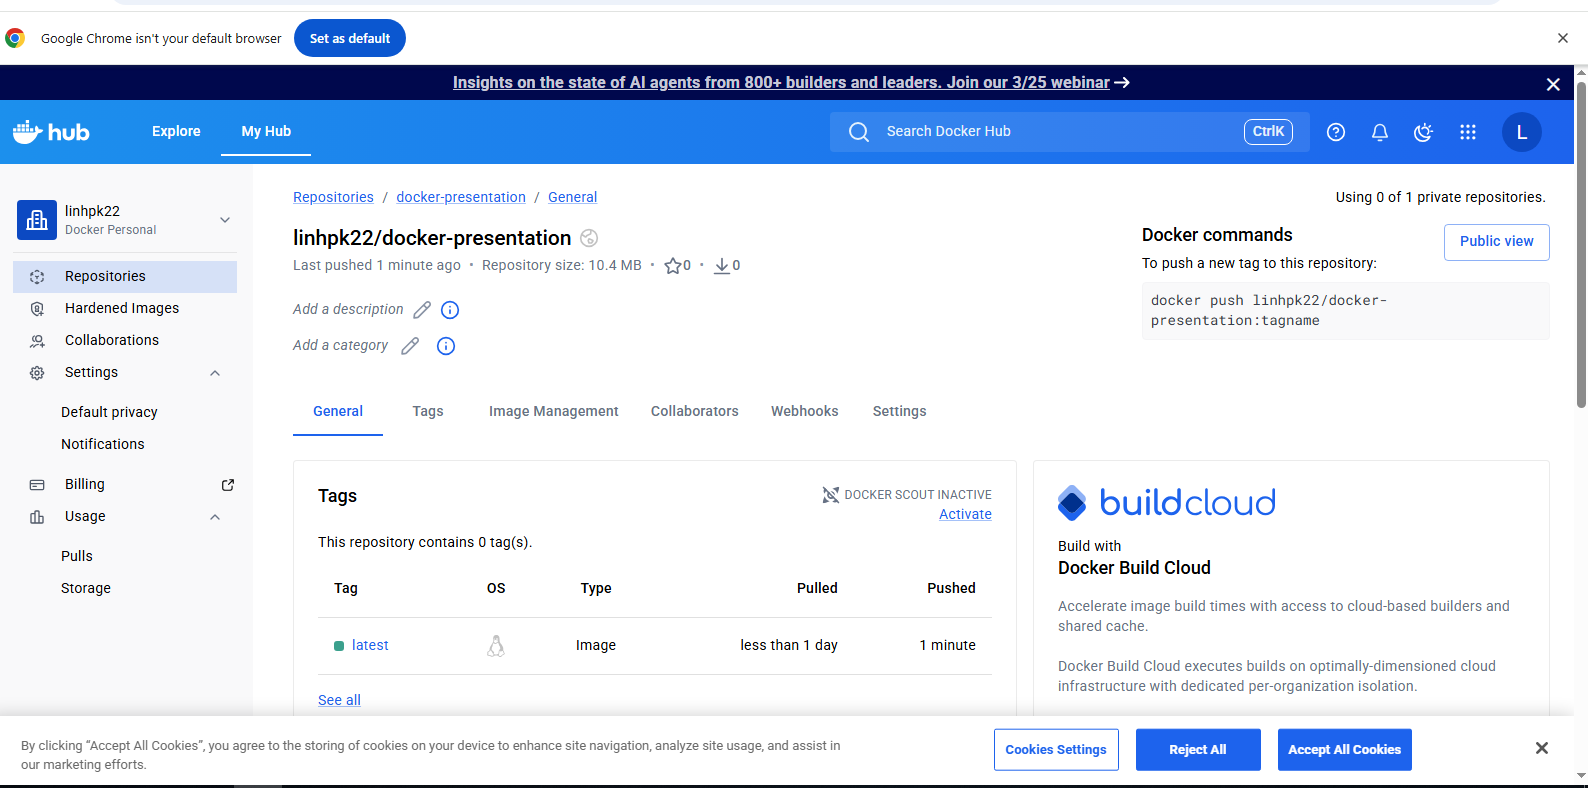 Google Chrome isn't your default browser
Set as default
Insights on the state of AI agents from 800+ builders and leaders. Join our 3/25 webinar →
hub
Explore
My Hub
Search Docker Hub
CtrlK
L
linhpk22
Docker Personal
Repositories
Hardened Images
Collaborations
Settings
Default privacy
Notifications
Billing
Usage
Pulls
Storage
Repositories / docker-presentation / General
Using 0 of 1 private repositories.
linhpk22/docker-presentation
Last pushed 1 minute ago • Repository size: 10.4 MB • 0 • 0
Add a description
Add a category
Docker commands
Public view
To push a new tag to this repository:
docker push linhpk22/docker-
presentation:tagname
General
Tags
Image Management
Collaborators
Webhooks
Settings
Tags
DOCKER SCOUT INACTIVE
Activate
This repository contains 0 tag(s).
Tag OS Type Pulled Pushed
latest Image less than 1 day 1 minute
See all
buildcloud
Build with
Docker Build Cloud
Accelerate image build times with access to cloud-based builders and
shared cache.
Docker Build Cloud executes builds on optimally-dimensioned cloud
infrastructure with dedicated per-organization isolation.
By clicking “Accept All Cookies”, you agree to the storing of cookies on your device to enhance site navigation, analyze site usage, and assist in
our marketing efforts.
Cookies Settings
Reject All
Accept All Cookies